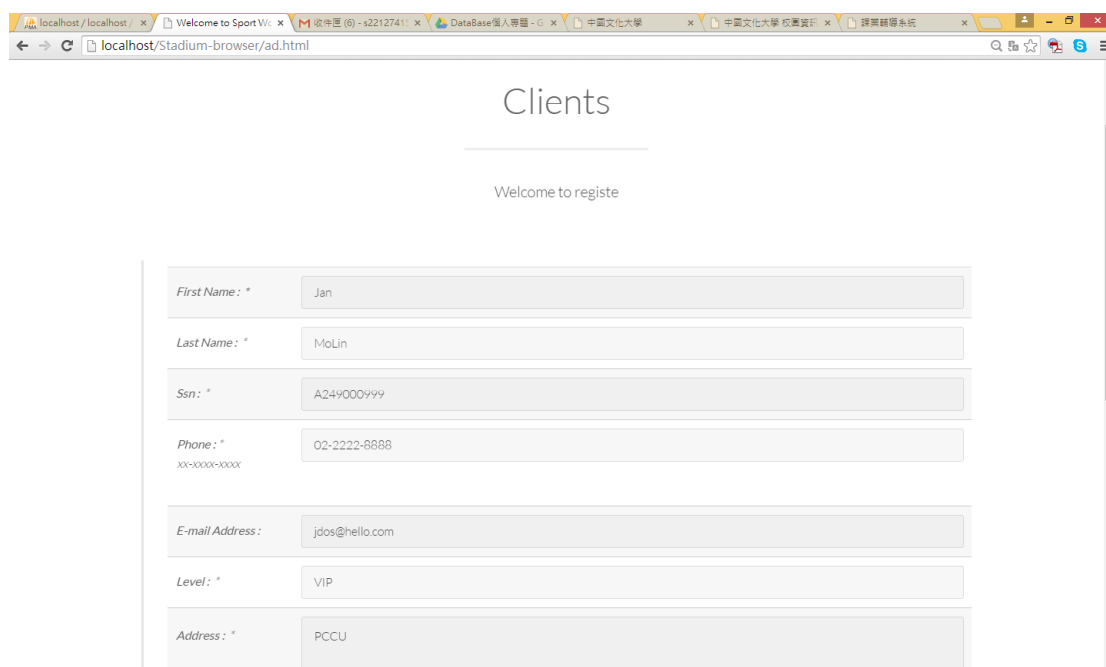 localhost / localhost /
Welcome to Sport Wo
收件匣 (6) - s2212741
DataBase個人專題 - G
中國文化大學
中國文化大學 校園資訊
課業輔導系統
localhost/Stadium-browser/ad.html
Clients
Welcome to registe
First Name : *
Jan
Last Name : *
MoLin
Ssn : *
A249000999
Phone : *
02-2222-8888
xx-xxxx-xxxx
E-mail Address :
jdos@hello.com
Level : *
VIP
Address : *
PCCU